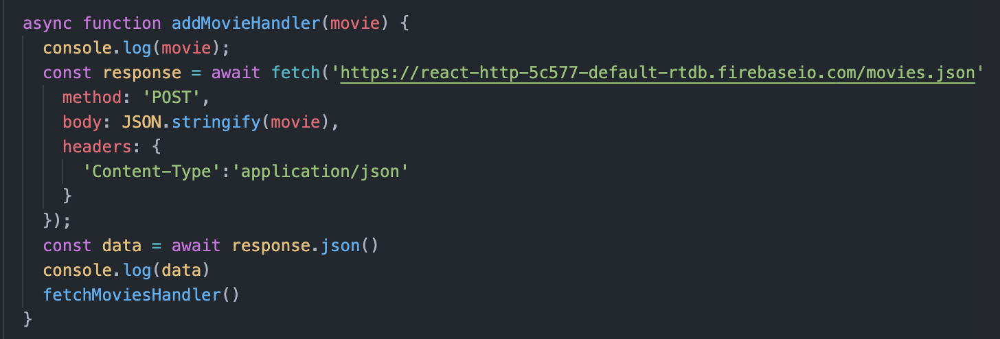 async function addMovieHandler(movie) {
console.log(movie);
const response = await fetch('https://react-http-5c577-default-rtdb.firebaseio.com/movies.json'
method: 'POST',
body: JSON.stringify(movie),
headers: {
'Content-Type':'application/json'
}
});
const data = await response.json()
console.log(data)
fetchMoviesHandler()
}